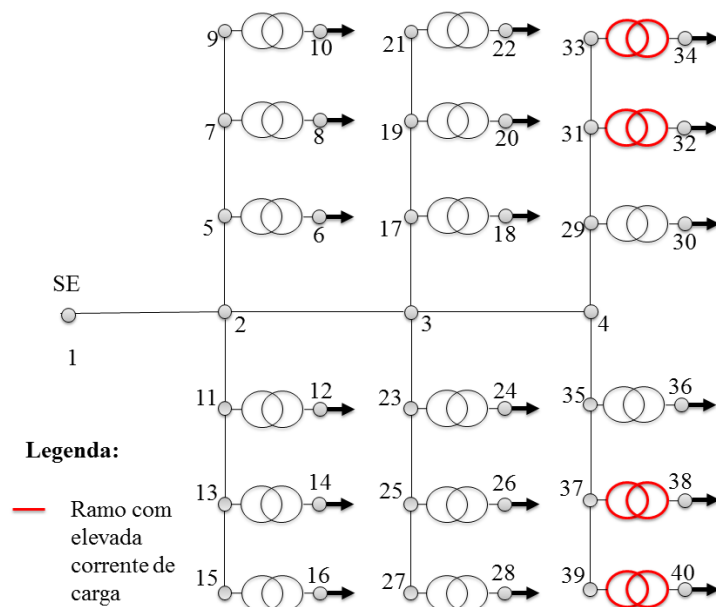 9 10 21 22 33 34
7 8 19 20 31 32
5 6 17 18 29 30
SE
1 2 3 4
11 12 23 24 35 36
Legenda:
13 14 25 26 37 38
Ramo com
elevada
corrente de
carga
15 16 27 28 39 40